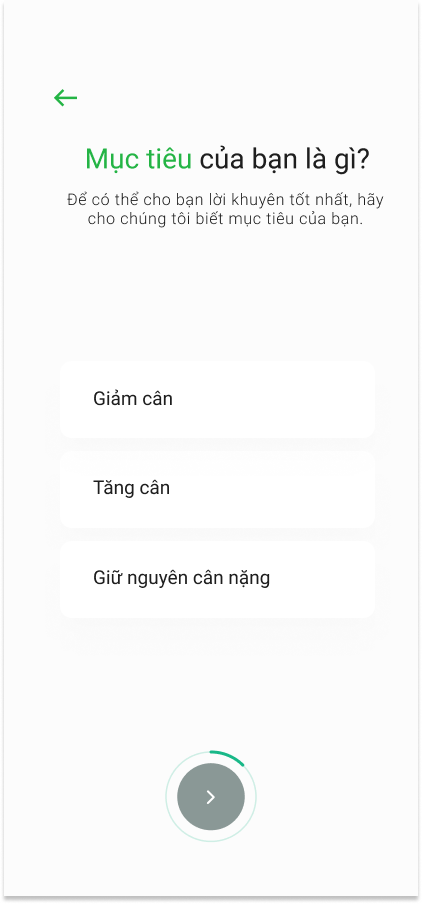 Mục tiêu của bạn là gì?
Để có thể cho bạn lời khuyên tốt nhất, hãy
cho chúng tôi biết mục tiêu của bạn.
Giảm cân
Tăng cân
Giữ nguyên cân nặng